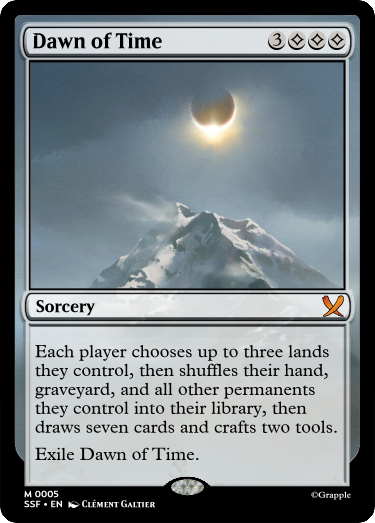 Dawn of Time 3
Sorcery
Each player chooses up to three lands
they control, then shuffles their hand,
graveyard, and all other permanents
they control into their library, then
draws seven cards and crafts two tools.
Exile Dawn of Time.
M 0005
SSF • EN Clément Galtier
©Grapple